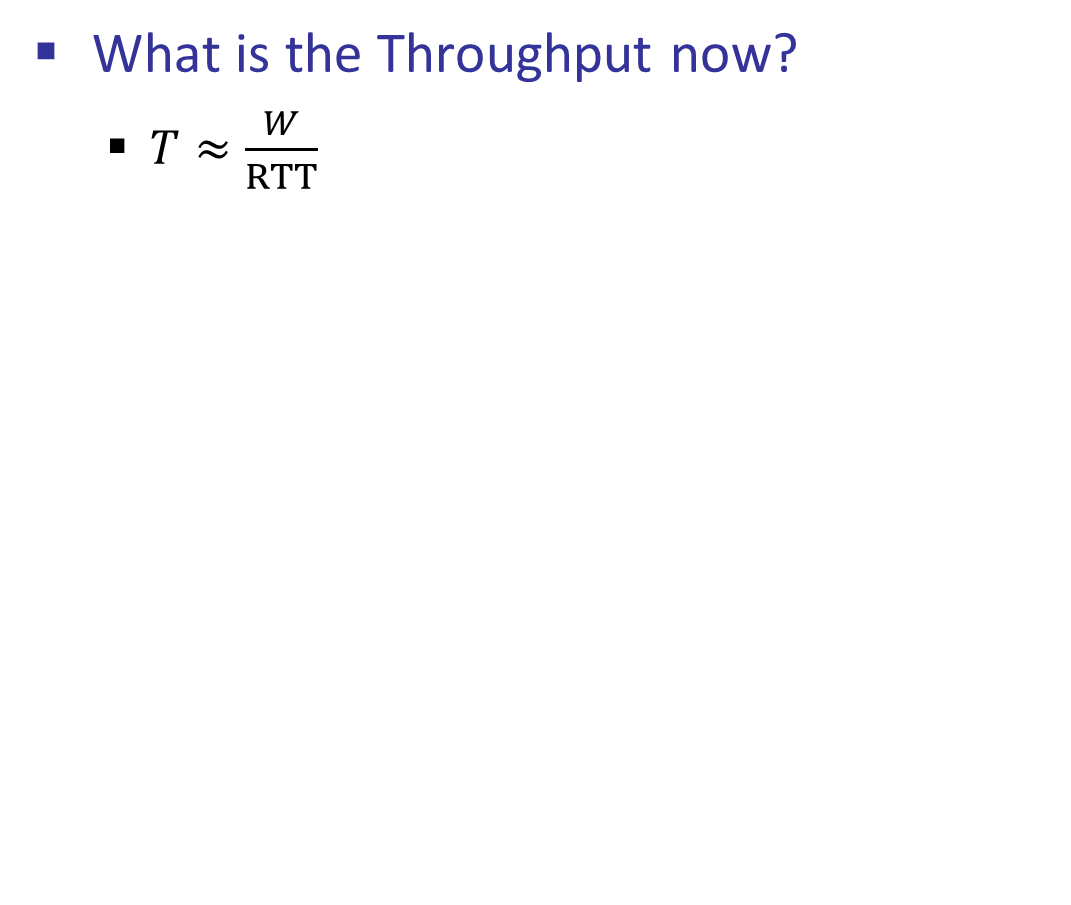 ▪ What is the Throughput now?
▪ T ≈ W/RTT